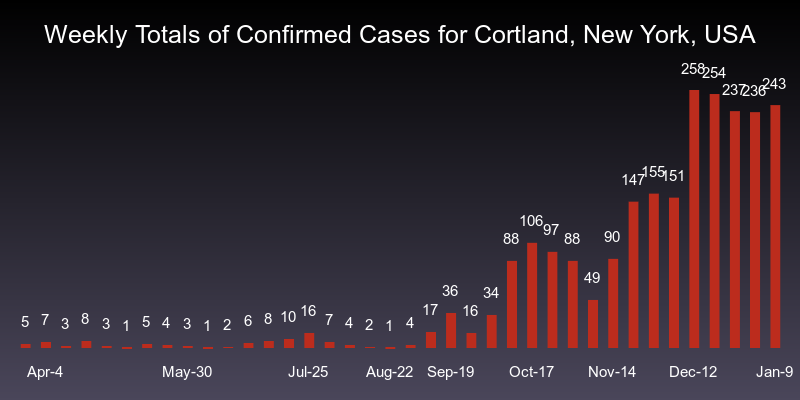 Weekly Totals of Confirmed Cases for Cortland, New York, USA
5 7 3 8 3 1 5 4 3 1 2 6 8 10 16 7 4 2 1 4 17 36 16 34 88 106 97 88 49 90 147 155 151 258 254 237 236 243
Apr-4 May-30 Jul-25 Aug-22 Sep-19 Oct-17 Nov-14 Dec-12 Jan-9